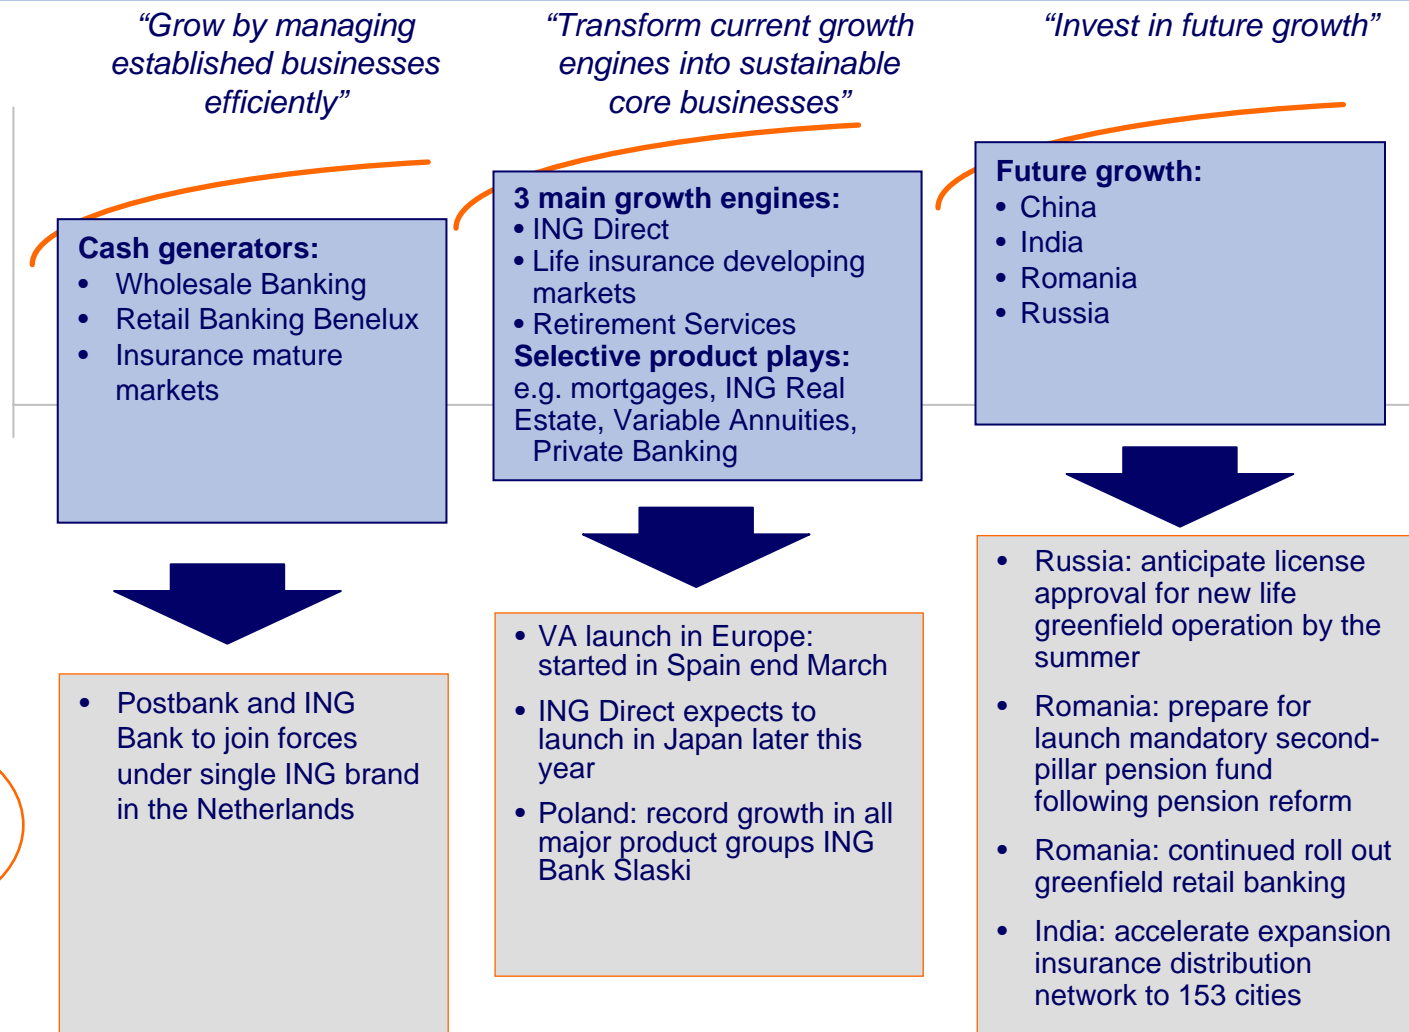 “Grow by managing
established businesses
efficiently”
“Transform current growth
engines into sustainable
core businesses”
“Invest in future growth”
Cash generators:
• Wholesale Banking
• Retail Banking Benelux
• Insurance mature
markets
3 main growth engines:
• ING Direct
• Life insurance developing
markets
• Retirement Services
Selective product plays:
e.g. mortgages, ING Real
Estate, Variable Annuities,
Private Banking
Future growth:
• China
• India
• Romania
• Russia
• Postbank and ING
Bank to join forces
under single ING brand
in the Netherlands
• VA launch in Europe:
started in Spain end March
• ING Direct expects to
launch in Japan later this
year
• Poland: record growth in all
major product groups ING
Bank Slaski
• Russia: anticipate license
approval for new life
greenfield operation by the
summer
• Romania: prepare for
launch mandatory second-
pillar pension fund
following pension reform
• Romania: continued roll out
greenfield retail banking
• India: accelerate expansion
insurance distribution
network to 153 cities